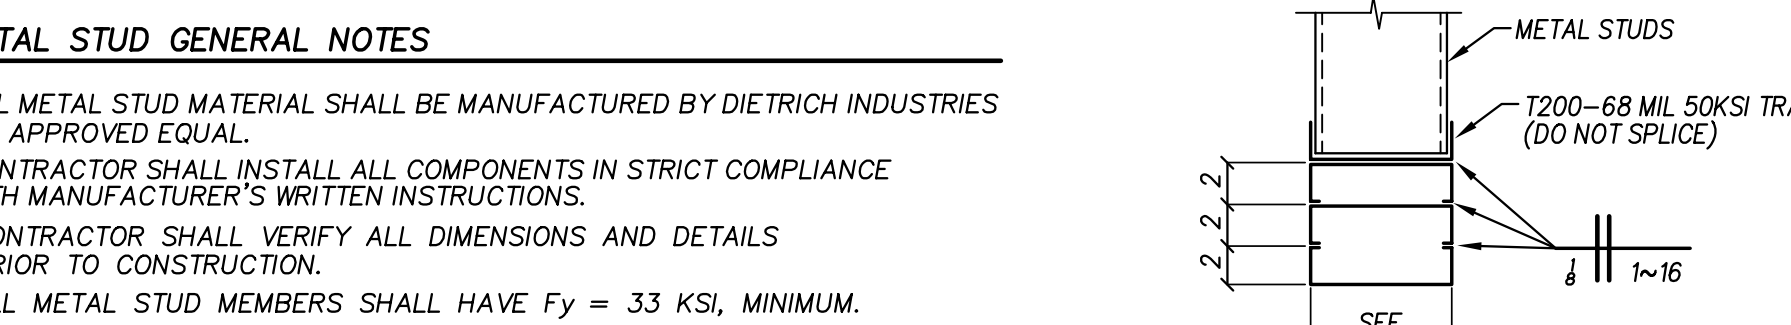 TAL STUD GENERAL NOTES
L METAL STUD MATERIAL SHALL BE MANUFACTURED BY DIETRICH INDUSTRIES
APPROVED EQUAL.
NTRACTOR SHALL INSTALL ALL COMPONENTS IN STRICT COMPLIANCE
TH MANUFACTURER'S WRITTEN INSTRUCTIONS.
ONTRACTOR SHALL VERIFY ALL DIMENSIONS AND DETAILS
RIOR TO CONSTRUCTION.
LL METAL STUD MEMBERS SHALL HAVE Fy = 33 KSI, MINIMUM.
METAL STUDS
T200-68 MIL 50KSI TRA
(DO NOT SPLICE)
2
2
2
1/8
1~16
SEE